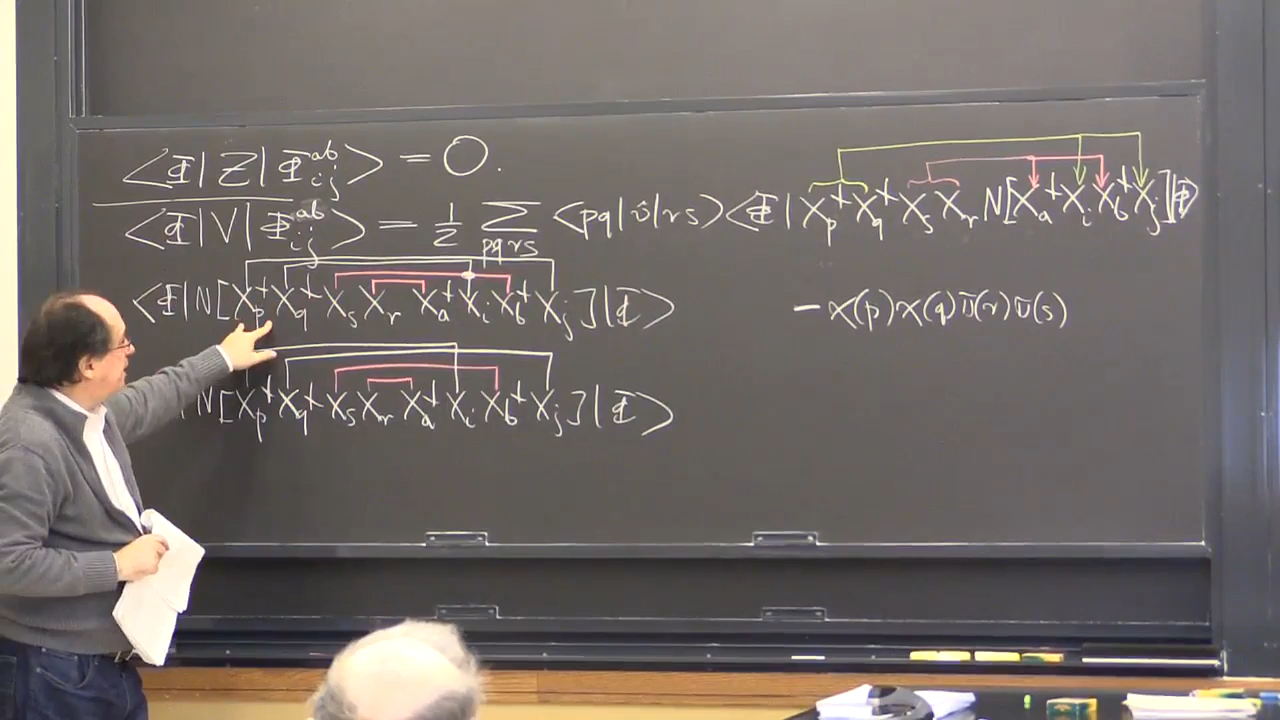 <Φ|Z|Φ_{ij}^{ab}> = 0.
<Φ|V|Φ_{ij}^{ab}> = 1/2 Σ_{pqrs} <pq|v|rs> <Φ|X_p^+ X_q^+ X_s X_r N[X_a^+ X_i X_b^+ X_j]|Φ>
<Φ|N[X_p^+ X_q^+ X_s X_r X_a^+ X_i X_b^+ X_j]|Φ> − χ(p)χ(q)π(r)π(s)
N[X_p^+ X_q^+ X_s X_r X_a^+ X_i X_b^+ X_j]|Φ>